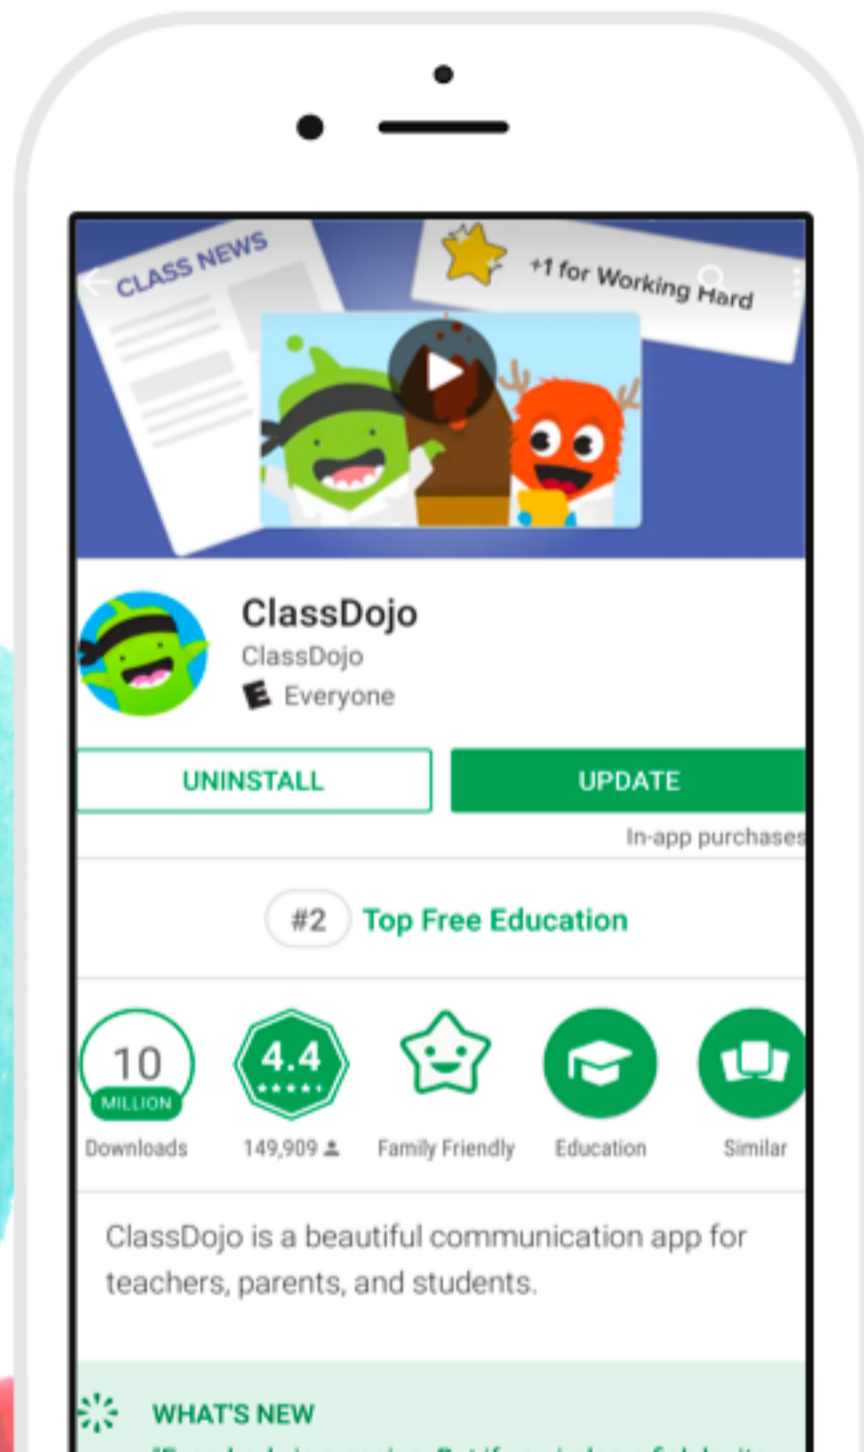 CLASS NEWS
+1 for Working Hard
ClassDojo
ClassDojo
E Everyone
UNINSTALL
UPDATE
In-app purchases
#2 Top Free Education
10
MILLION
Downloads
4.4
149,909
Family Friendly
Education
Similar
ClassDojo is a beautiful communication app for
teachers, parents, and students.
WHAT'S NEW